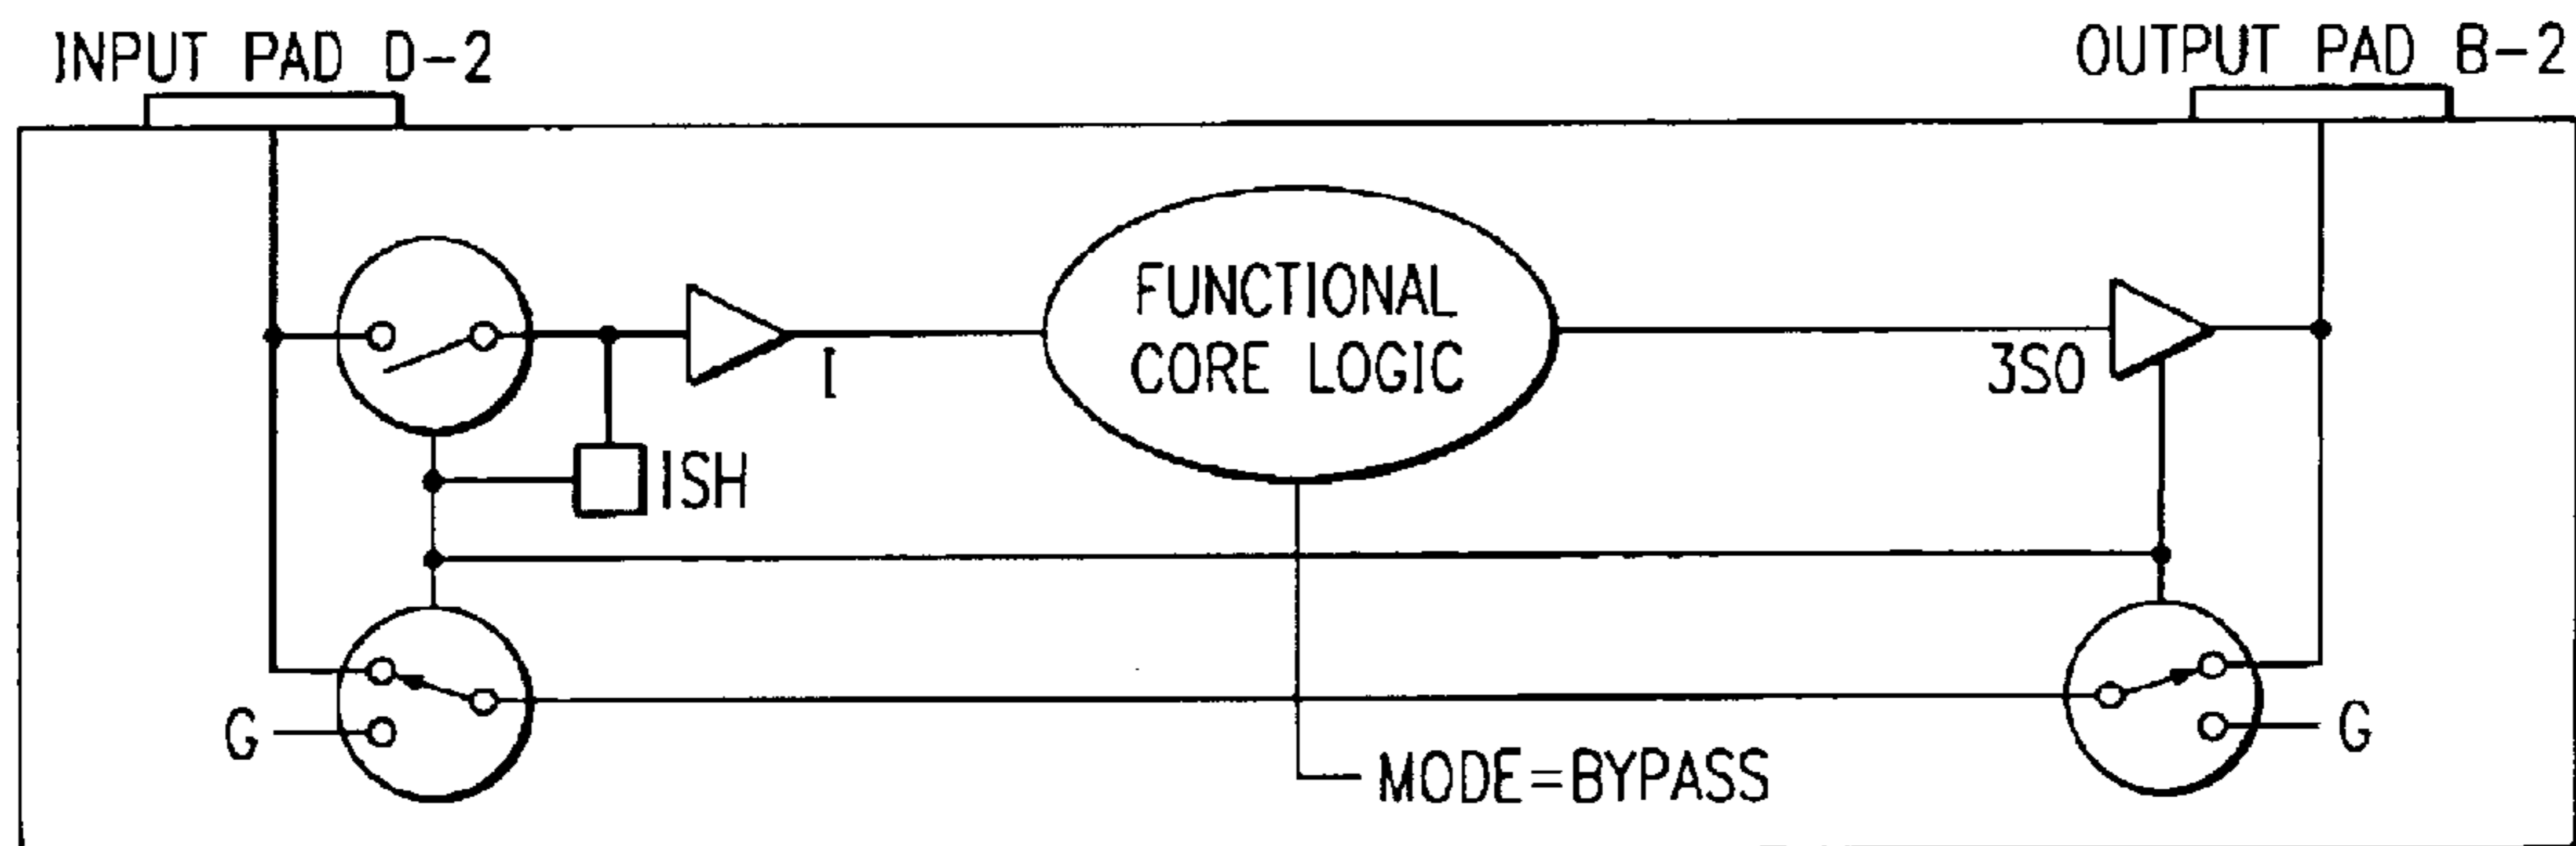 INPUT PAD D-2
OUTPUT PAD B-2
FUNCTIONAL
CORE LOGIC
I
3SO
ISH
G
G
MODE=BYPASS